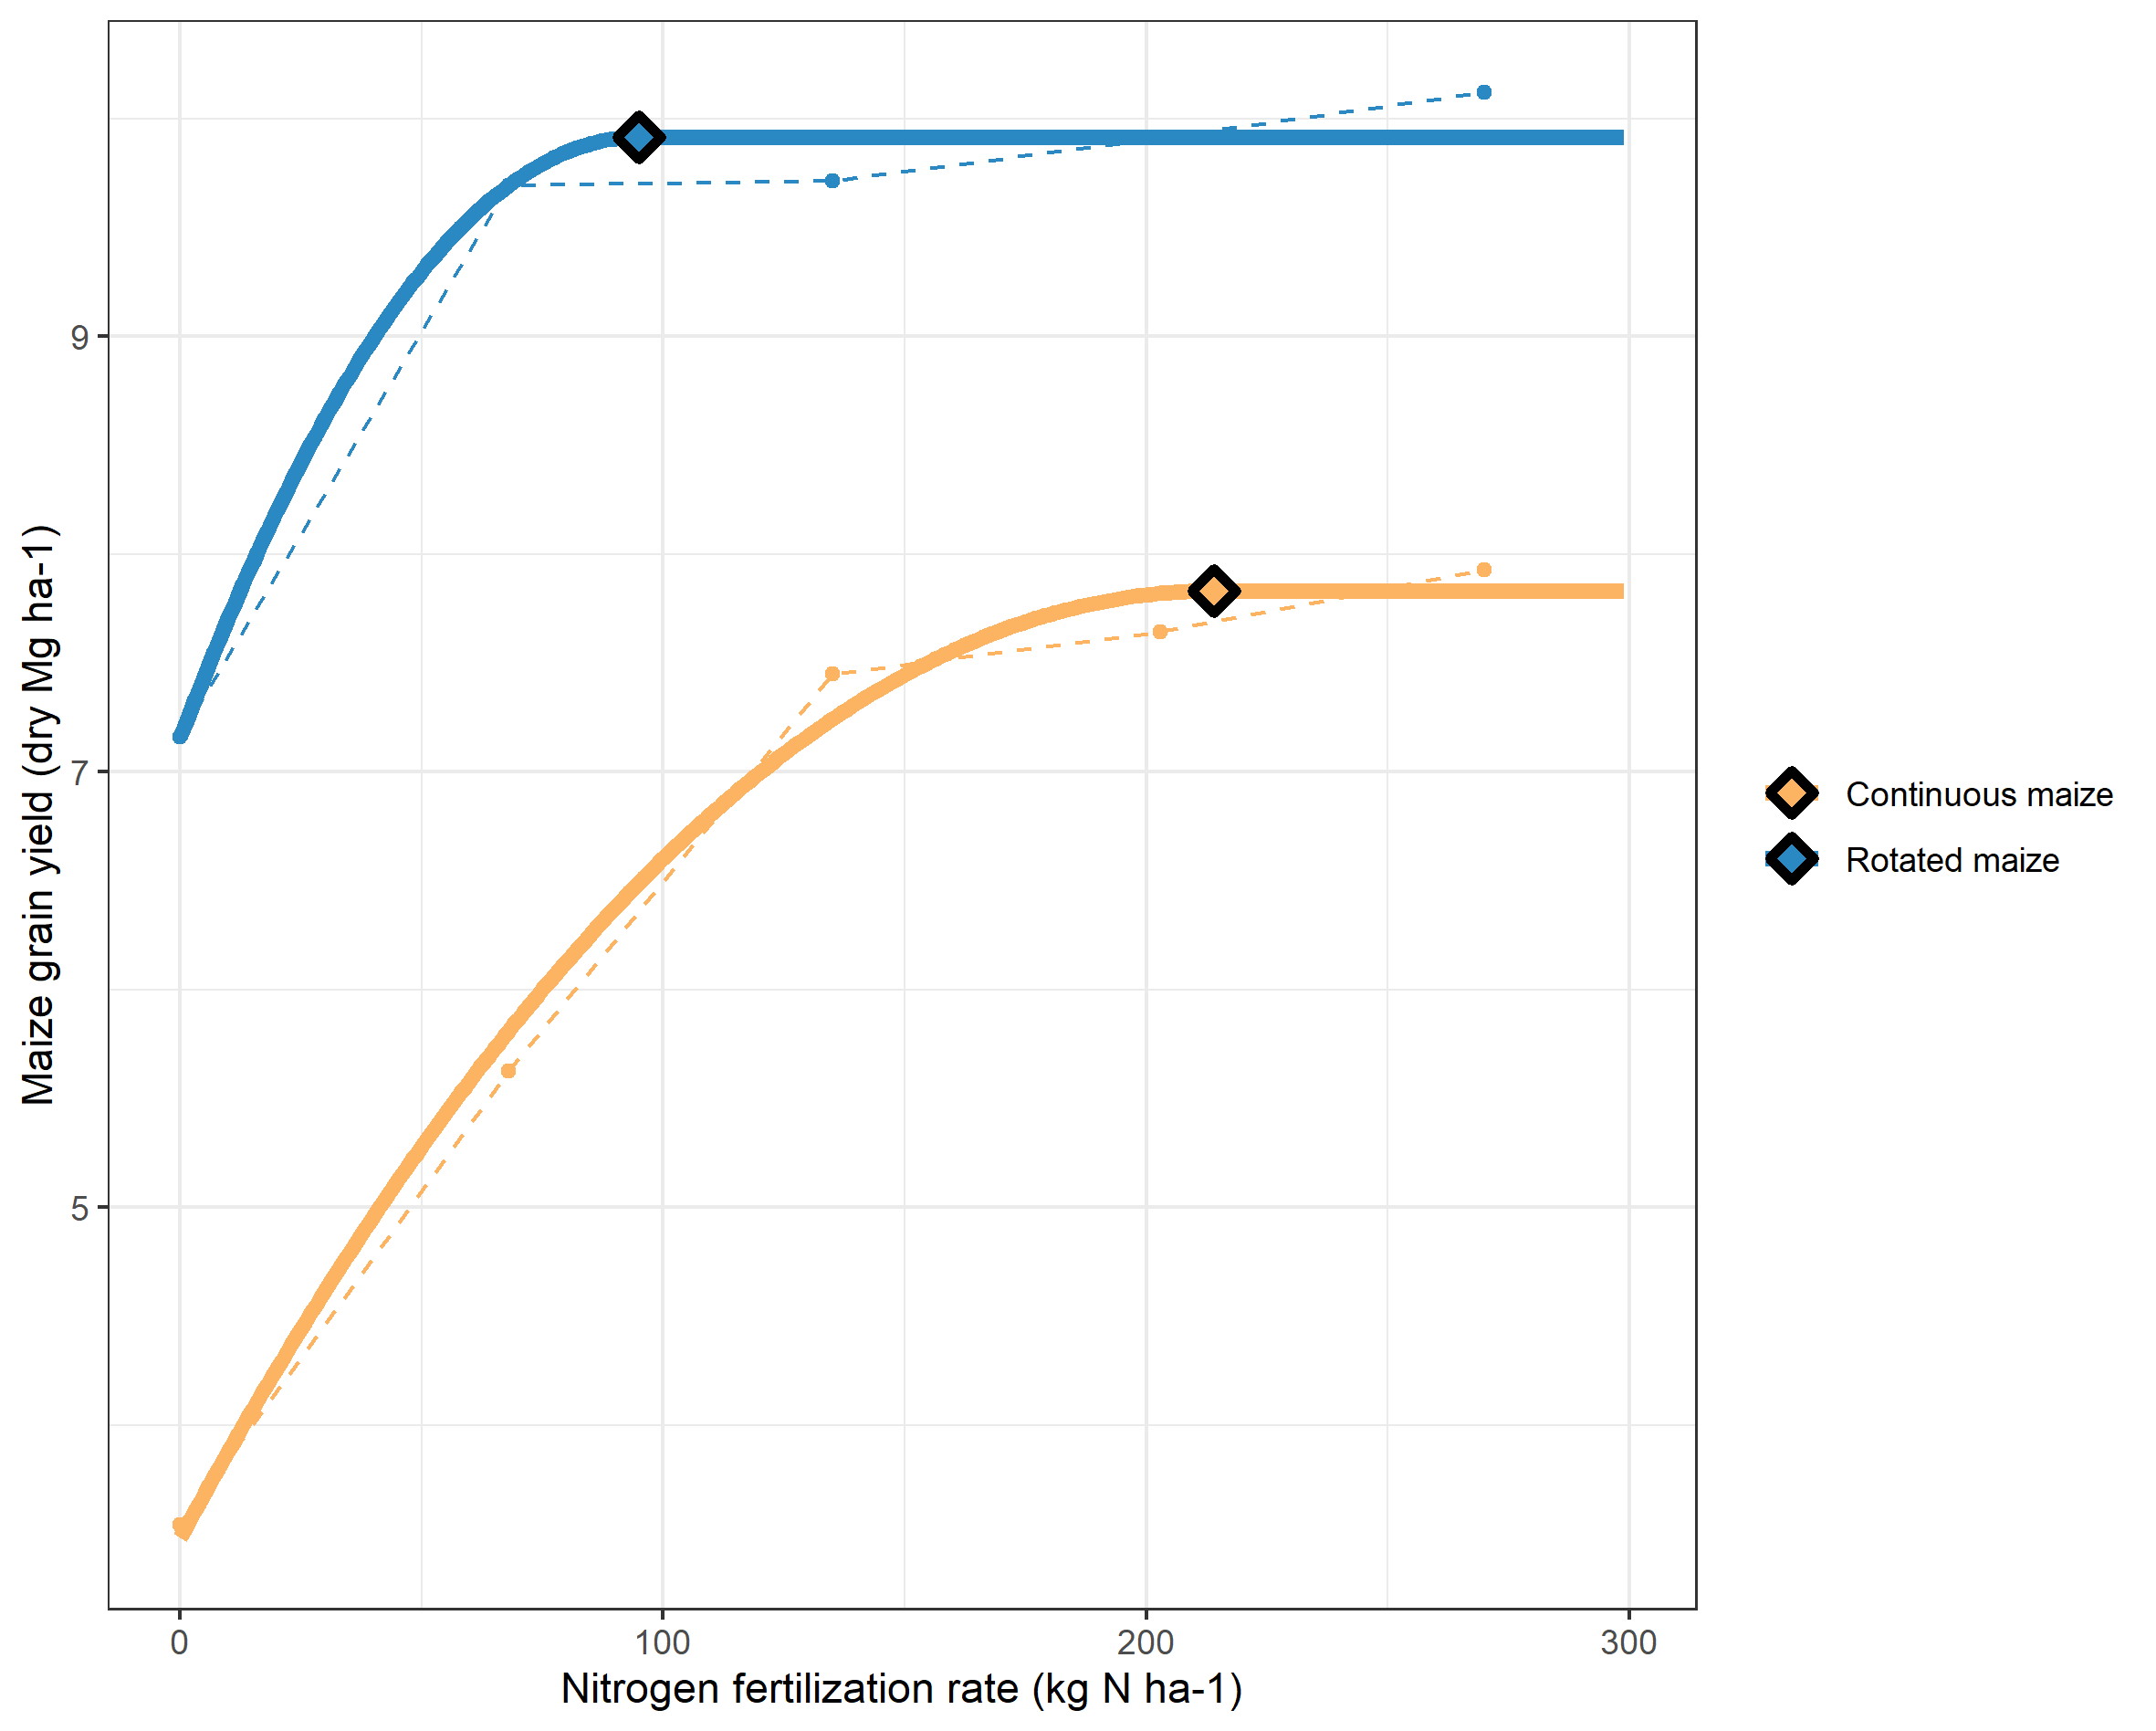 Maize grain yield (dry Mg ha-1)
9
7
5
0 100 200 300
Nitrogen fertilization rate (kg N ha-1)
Continuous maize
Rotated maize